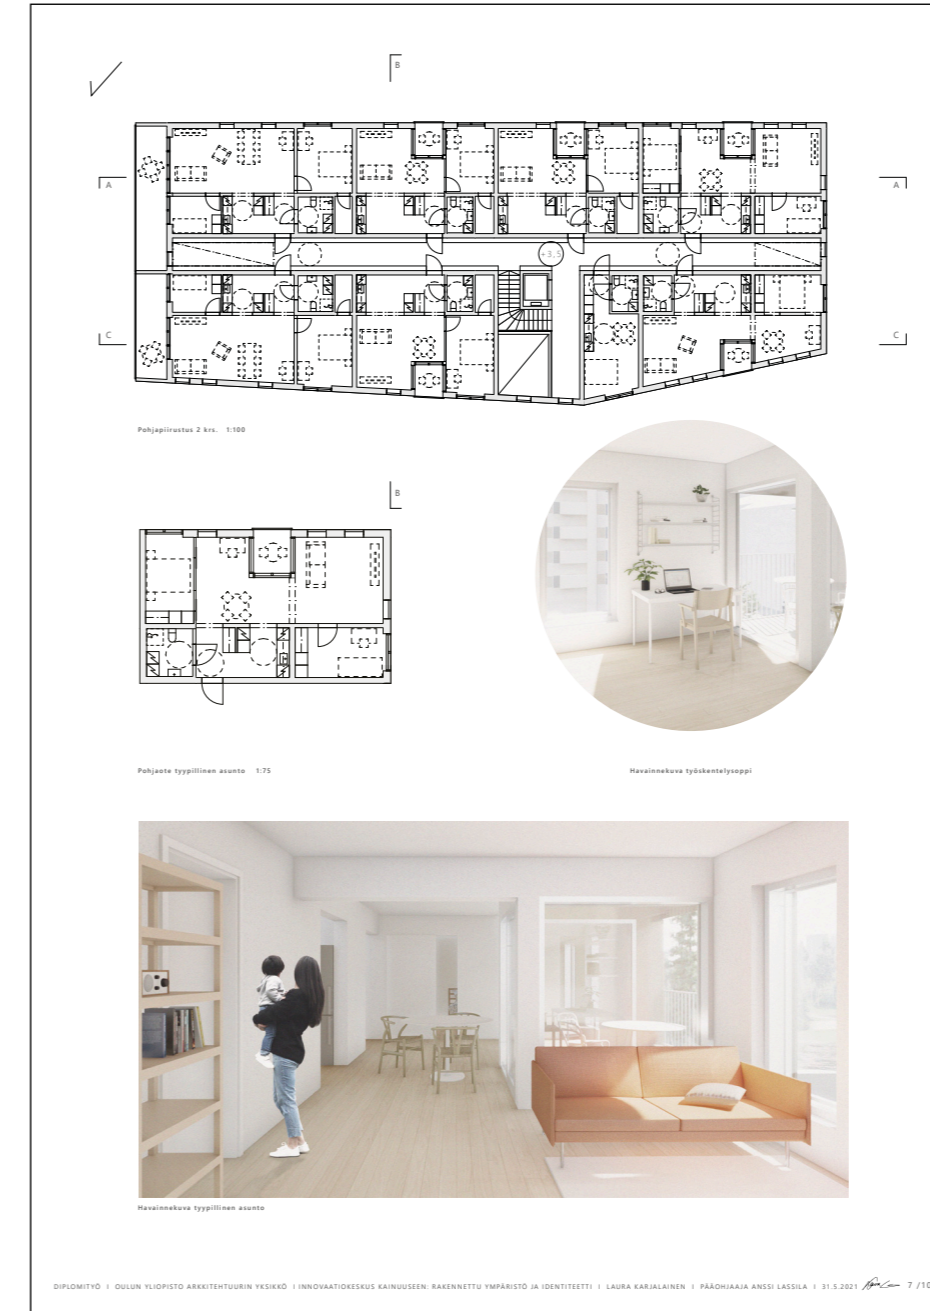 B
A
A
+3,5
C
C
Pohjapiirustus 2 krs. 1:100
B
Pohjaote tyypillinen asunto 1:75
Havainnekuva työskentelysoppi
Havainnekuva tyypillinen asunto
DIPLOMITYÖ I OULUN YLIOPISTO ARKKITEHTUURIN YKSIKKÖ I INNOVAATIOKESKUS KAINUUSEEN: RAKENNETTU YMPÄRISTÖ JA IDENTITEETTI I LAURA KARJALAINEN I PÄÄOHJAAJA ANSSI LASSILA I 31.5.2021 7 /10